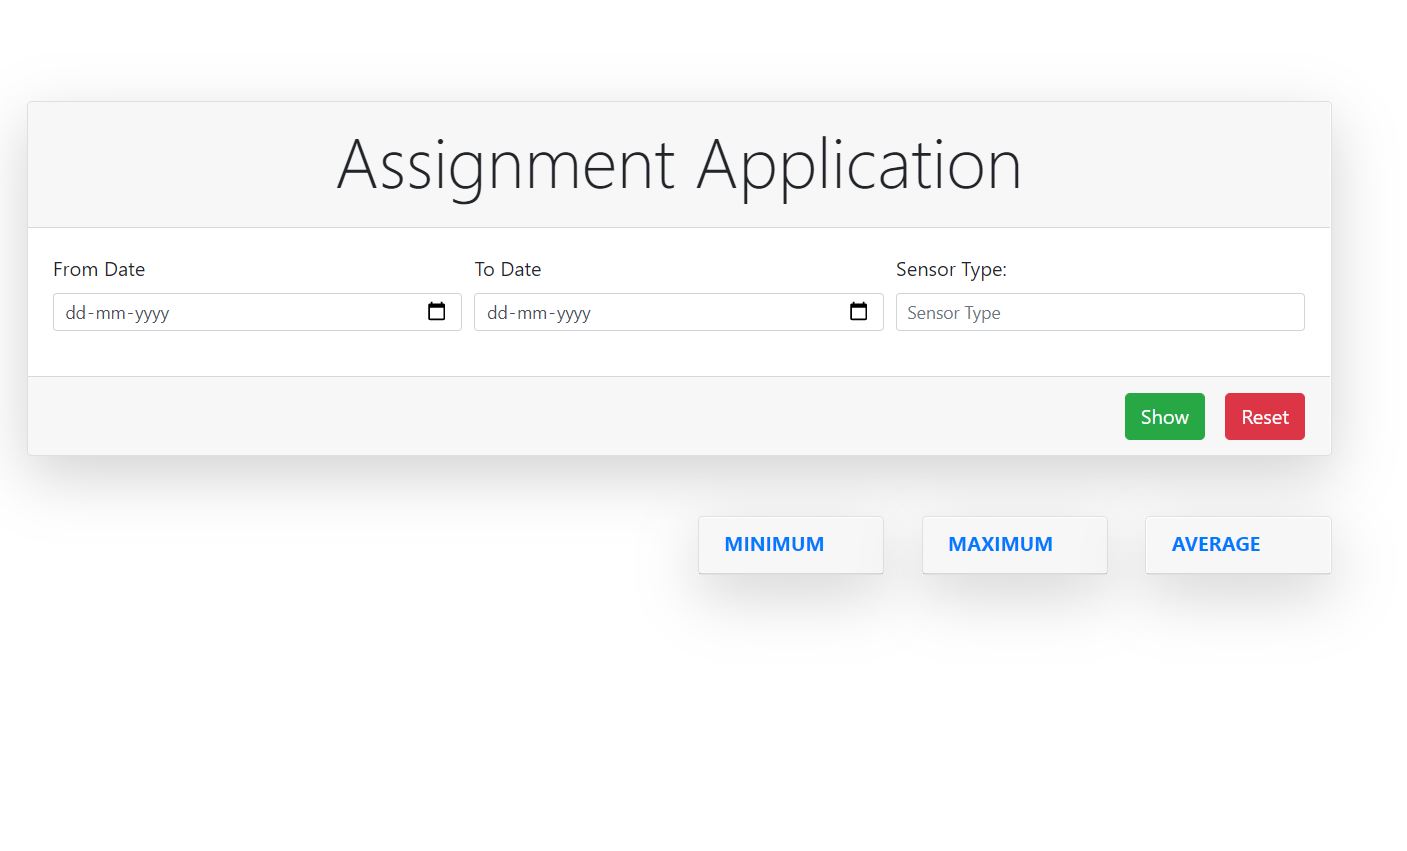 Assignment Application
From Date To Date Sensor Type:
dd-mm-yyyy dd-mm-yyyy Sensor Type
Show Reset
MINIMUM MAXIMUM AVERAGE